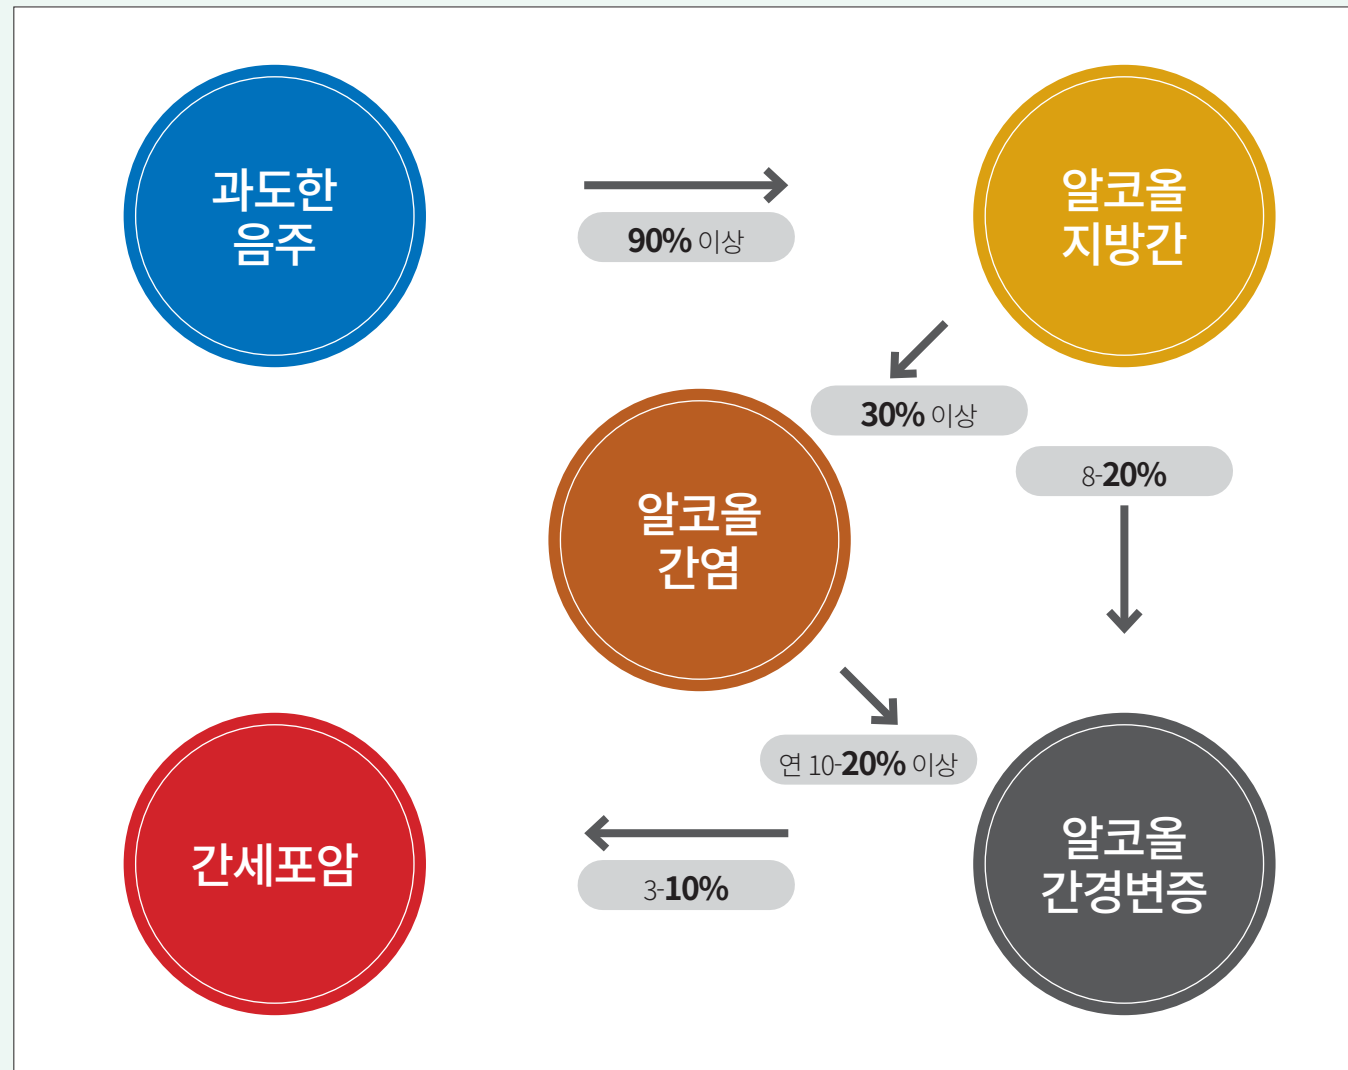 과도한
음주
90% 이상
알코올
지방간
30% 이상
8-20%
알코올
간염
연 10-20% 이상
알코올
간경변증
3-10%
간세포암